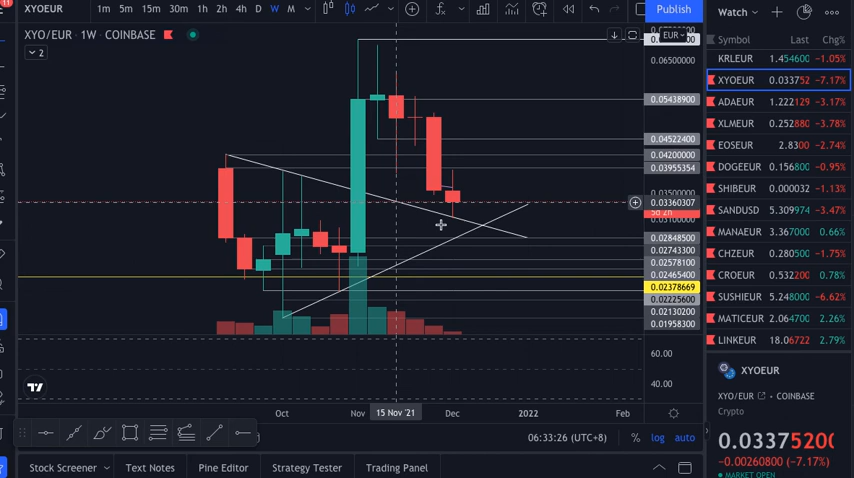 11
XYOEUR
1m 5m 15m 30m 1h 2h 4h D W M
Publish
Watch
XYO/EUR · 1W · COINBASE
EUR
2
Symbol Last Chg%
KRLEUR 1.454600 −1.05%
XYOEUR 0.033752 −7.17%
ADAEUR 1.222129 −3.17%
XLMEUR 0.252880 −3.78%
EOSEUR 2.8300 −2.74%
DOGEEUR 0.156800 −0.95%
SHIBEUR 0.000032 −1.13%
SANDUSD 5.309974 −3.47%
MANAEUR 3.367000 0.66%
CHZEUR 0.280500 −1.75%
CROEUR 0.532200 0.78%
SUSHIEUR 5.248000 −6.62%
MATICEUR 2.064700 2.26%
LINKEUR 18.06722 2.79%
0.06500000
0.05438900
0.04522400
0.04200000
0.03955354
0.03500000
0.03360307
5d 2h
0.03100000
0.02848500
0.02743300
0.02578100
0.02465400
0.02378669
0.02225600
0.02130200
0.01958300
60.00
40.00
Oct Nov 15 Nov '21 Dec 2022 Feb
06:33:26 (UTC+8) % log auto
Stock Screener Text Notes Pine Editor Strategy Tester Trading Panel
XYOEUR
XYO/EUR • COINBASE
Crypto
0.0337520
−0.00260800 (−7.17%)
MARKET OPEN